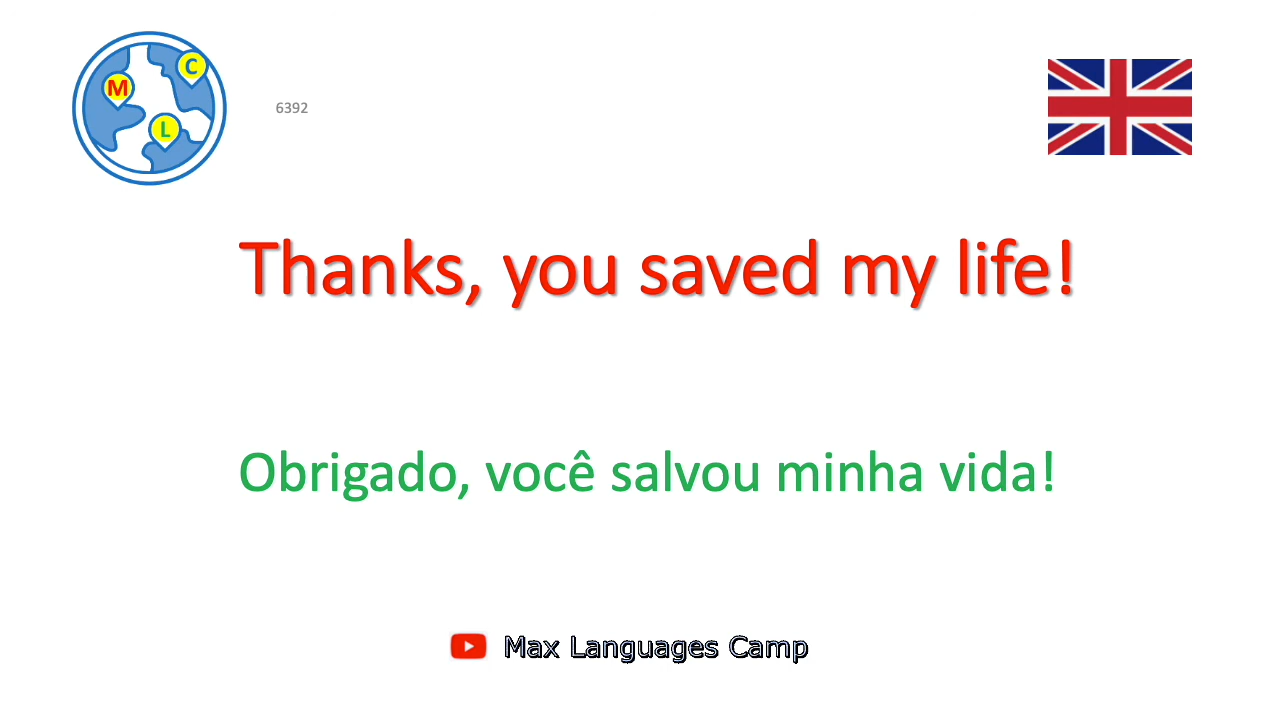 M
C
L
6392
Thanks, you saved my life!
Obrigado, você salvou minha vida!
Max Languages Camp